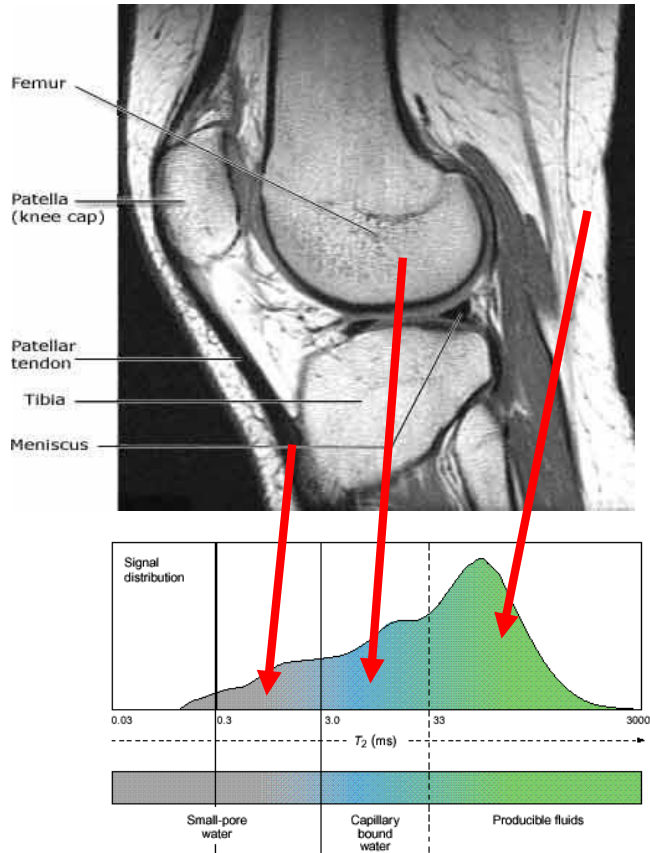 Femur
Patella
(knee cap)
Patellar
tendon
Tibia
Meniscus
Signal
distribution
0.03 0.3 3.0 33 3000
T2 (ms)
Small-pore
water
Capillary
bound
water
Producible fluids